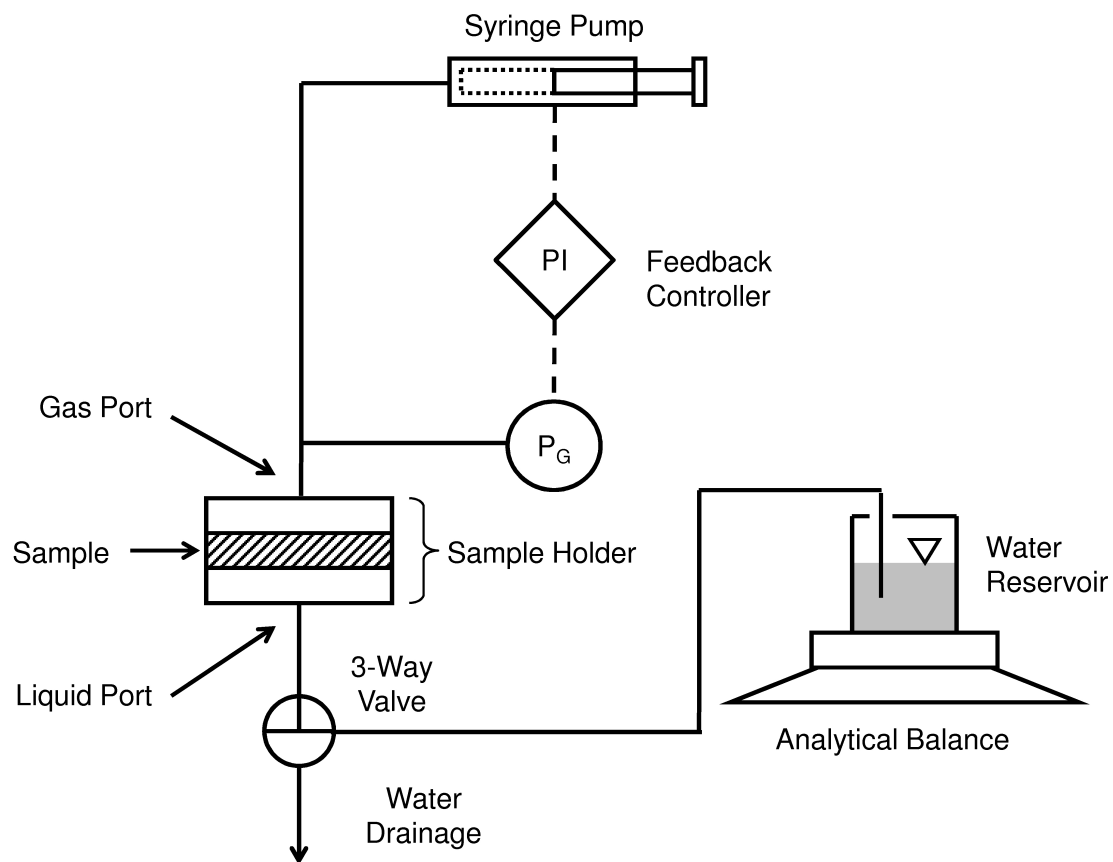 Syringe Pump
PI
Feedback
Controller
Gas Port
P_G
Sample
Sample Holder
Water
Reservoir
3-Way
Valve
Liquid Port
Analytical Balance
Water
Drainage